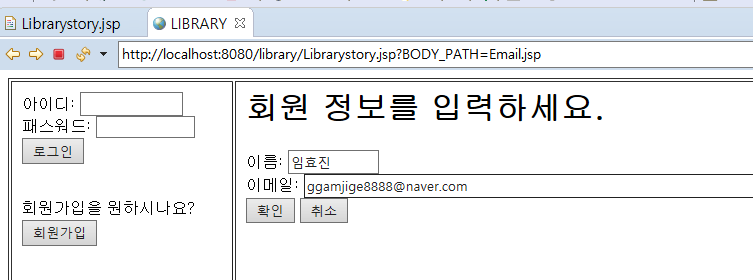 Librarystory.jsp
LIBRARY
http://localhost:8080/library/Librarystory.jsp?BODY_PATH=Email.jsp
아이디:
패스워드:
로그인
회원가입을 원하시나요?
회원가입
회원 정보를 입력하세요.
이름: 임효진
이메일: ggamjige8888@naver.com
확인 취소